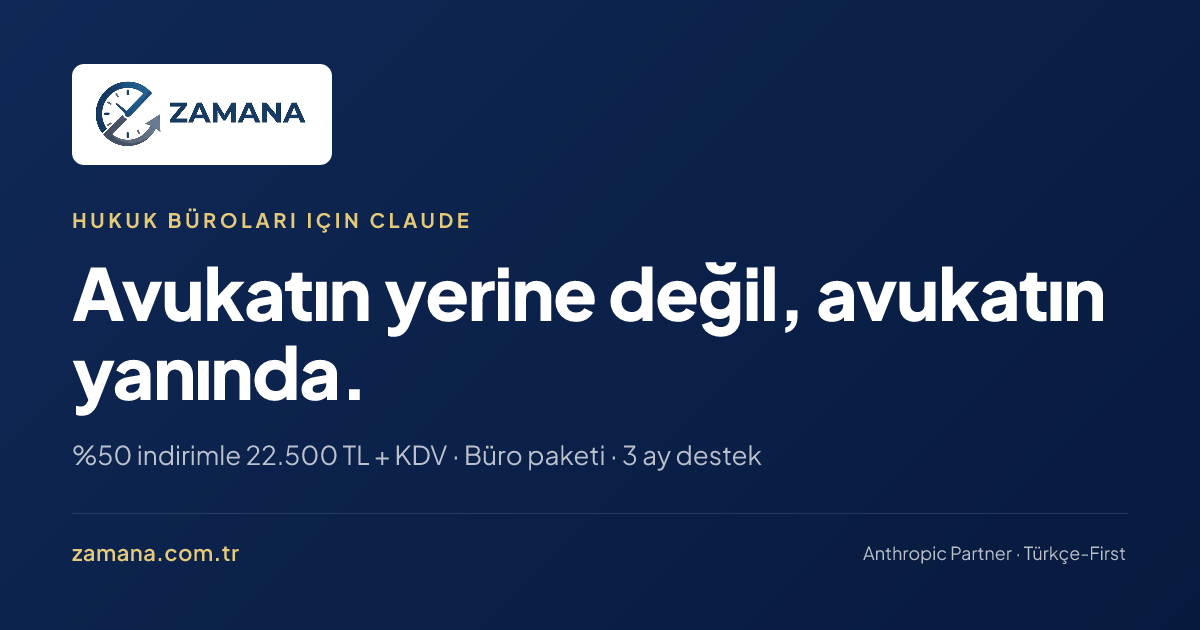 ZAMANA
HUKUK BÜROLARI IÇIN CLAUDE
Avukatın yerine değil, avukatın
yanında.
%50 indirimle 22.500 TL + KDV · Büro paketi · 3 ay destek
zamana.com.tr
Anthropic Partner · Türkçe-First